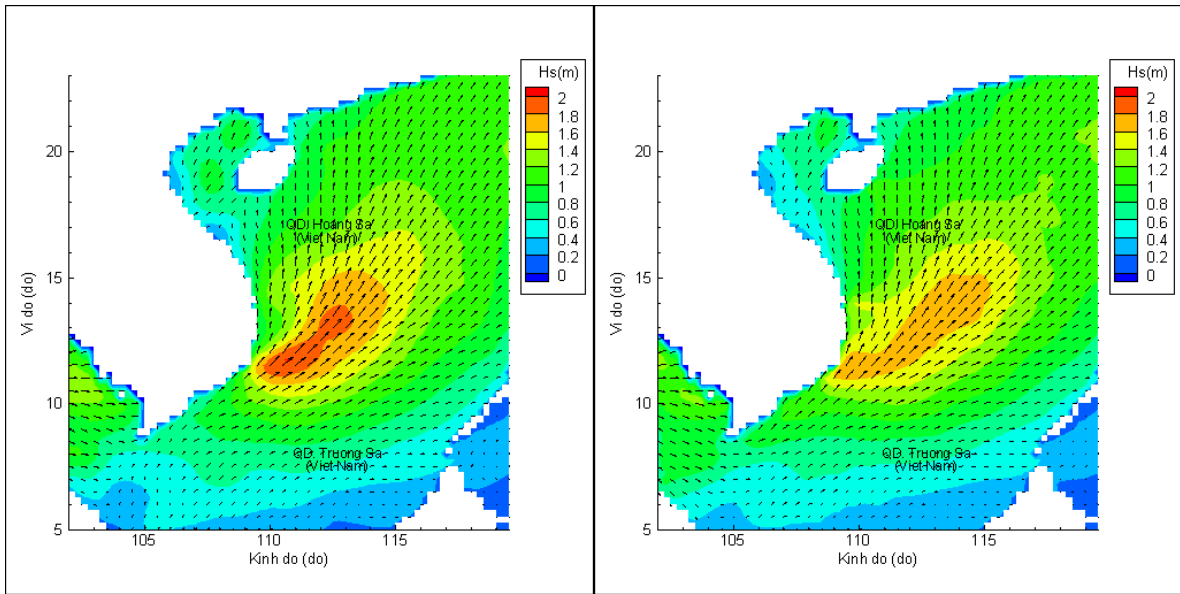 Hs(m)
2
1.8
1.6
1.4
1.2
1
0.8
0.6
0.4
0.2
0
20
15
10
5
Vi do (do)
QD. Hoang Sa
(Viet Nam)
QD. Truong Sa
(Viet Nam)
105
110
115
Kinh do (do)
Hs(m)
2
1.8
1.6
1.4
1.2
1
0.8
0.6
0.4
0.2
0
20
15
10
5
Vi do (do)
QD. Hoang Sa
(Viet Nam)
QD. Truong Sa
(Viet Nam)
105
110
115
Kinh do (do)